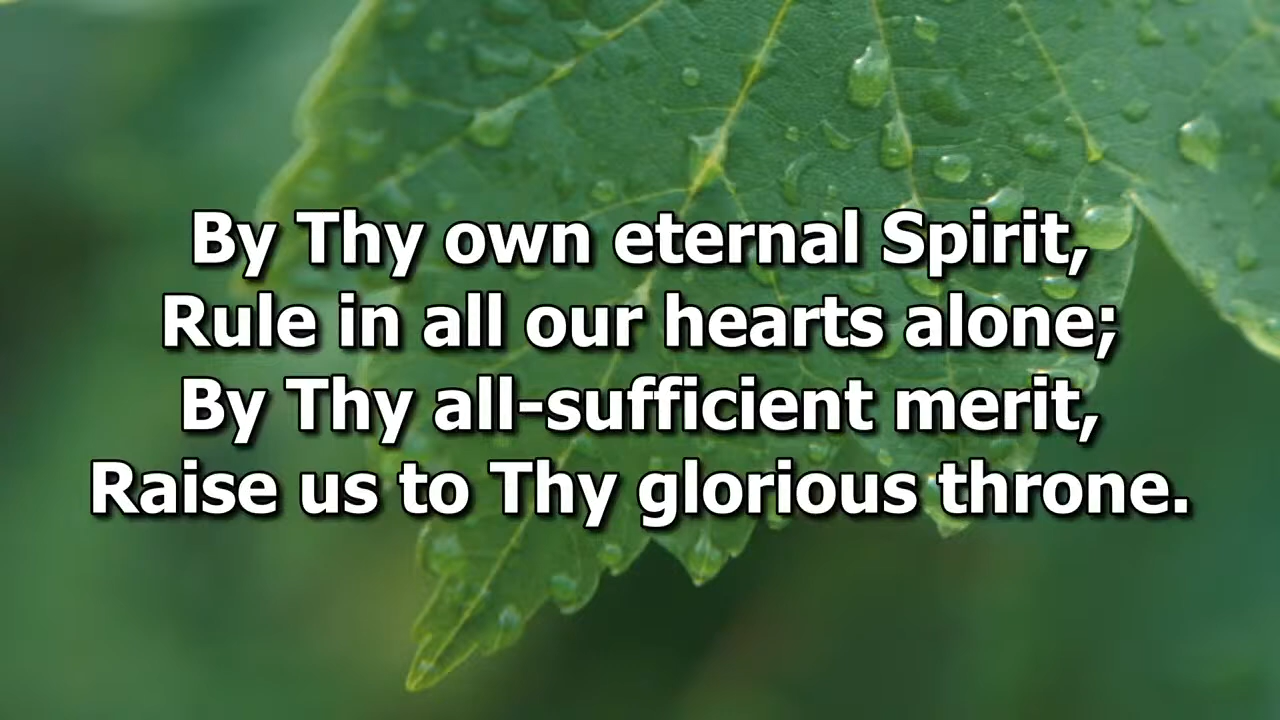 By Thy own eternal Spirit,
Rule in all our hearts alone;
By Thy all-sufficient merit,
Raise us to Thy glorious throne.